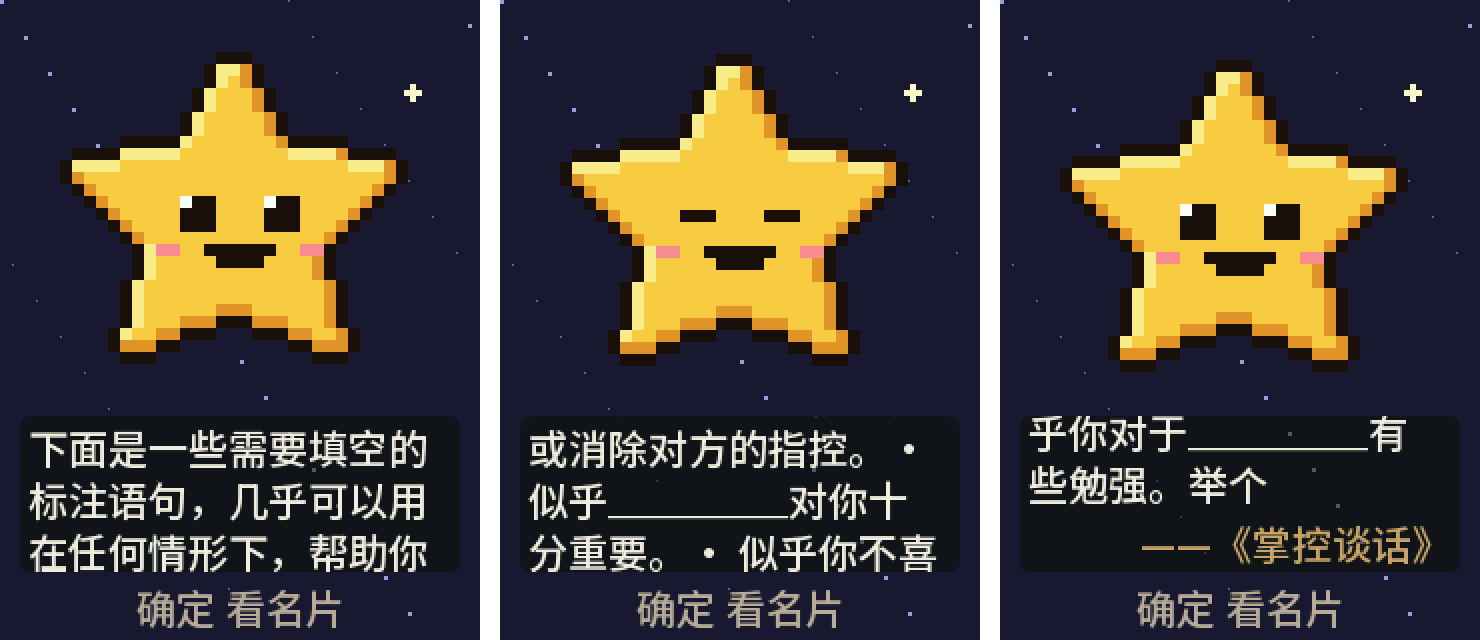 下面是一些需要填空的
标注语句，几乎可以用
在任何情形下，帮助你
确定 看名片
或消除对方的指控。 •
似乎_________对你十
分重要。 • 似乎你不喜
确定 看名片
乎你对于_________有
些勉强。举个
——《掌控谈话》
确定 看名片